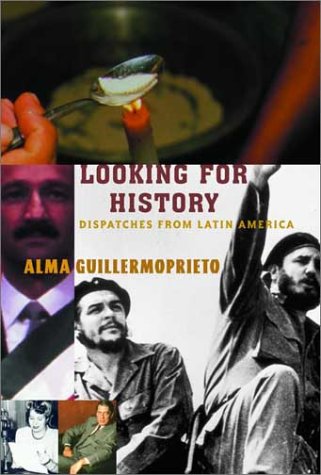 LOOKING FOR
HISTORY
DISPATCHES FROM LATIN AMERICA
ALMA GUILLERMOPRIETO